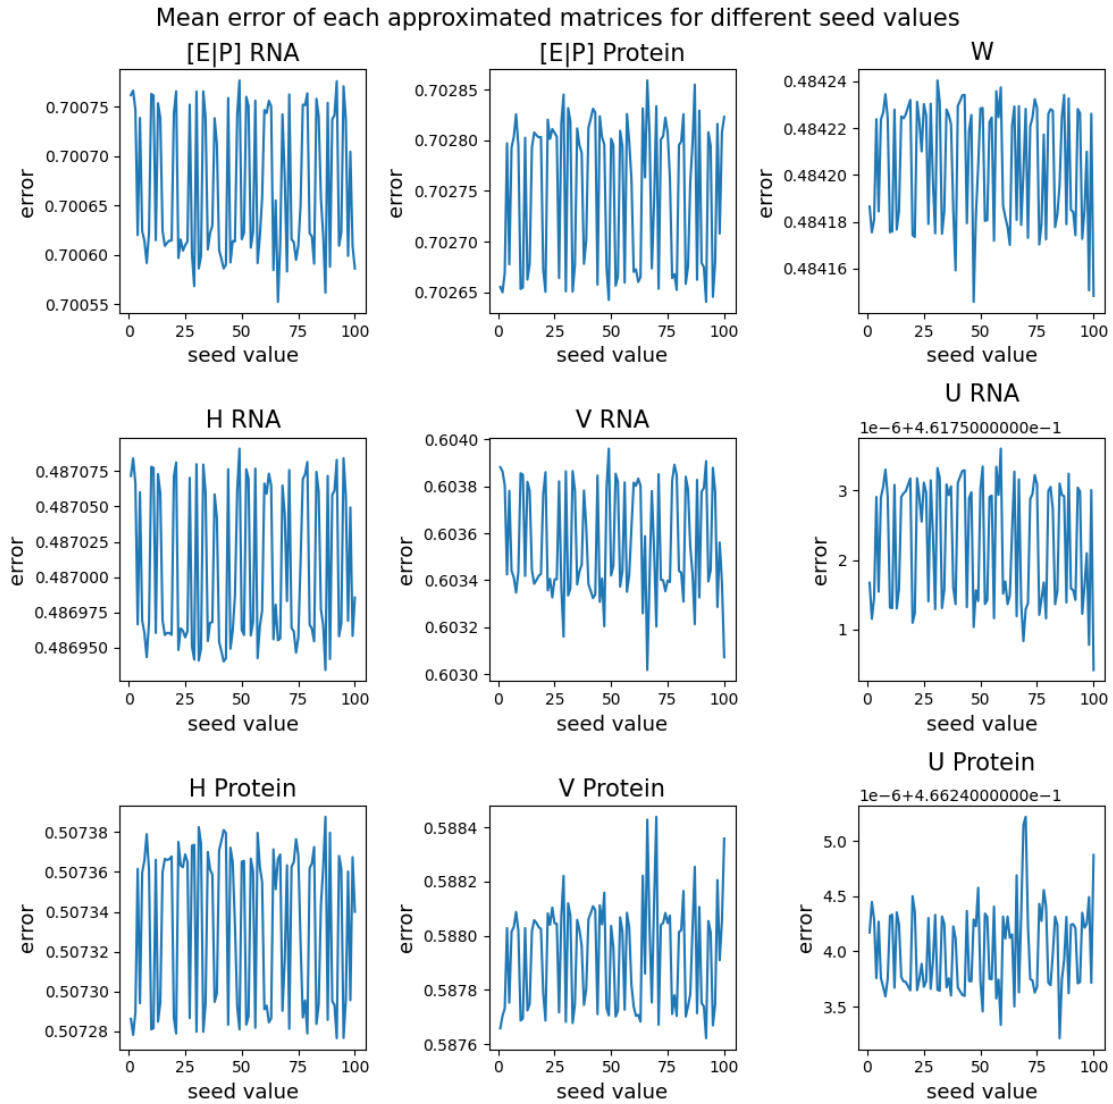 Mean error of each approximated matrices for different seed values
[E|P] RNA
error
0.70075
0.70070
0.70065
0.70060
0.70055
0 25 50 75 100
seed value
[E|P] Protein
error
0.70285
0.70280
0.70275
0.70270
0.70265
0 25 50 75 100
seed value
W
error
0.48424
0.48422
0.48420
0.48418
0.48416
0 25 50 75 100
seed value
H RNA
error
0.487075
0.487050
0.487025
0.487000
0.486975
0.486950
0 25 50 75 100
seed value
V RNA
error
0.6040
0.6038
0.6036
0.6034
0.6032
0.6030
0 25 50 75 100
seed value
U RNA
1e−6+4.6175000000e−1
error
3
2
1
0 25 50 75 100
seed value
H Protein
error
0.50738
0.50736
0.50734
0.50732
0.50730
0.50728
0 25 50 75 100
seed value
V Protein
error
0.5884
0.5882
0.5880
0.5878
0.5876
0 25 50 75 100
seed value
U Protein
1e−6+4.6624000000e−1
error
5.0
4.5
4.0
3.5
0 25 50 75 100
seed value